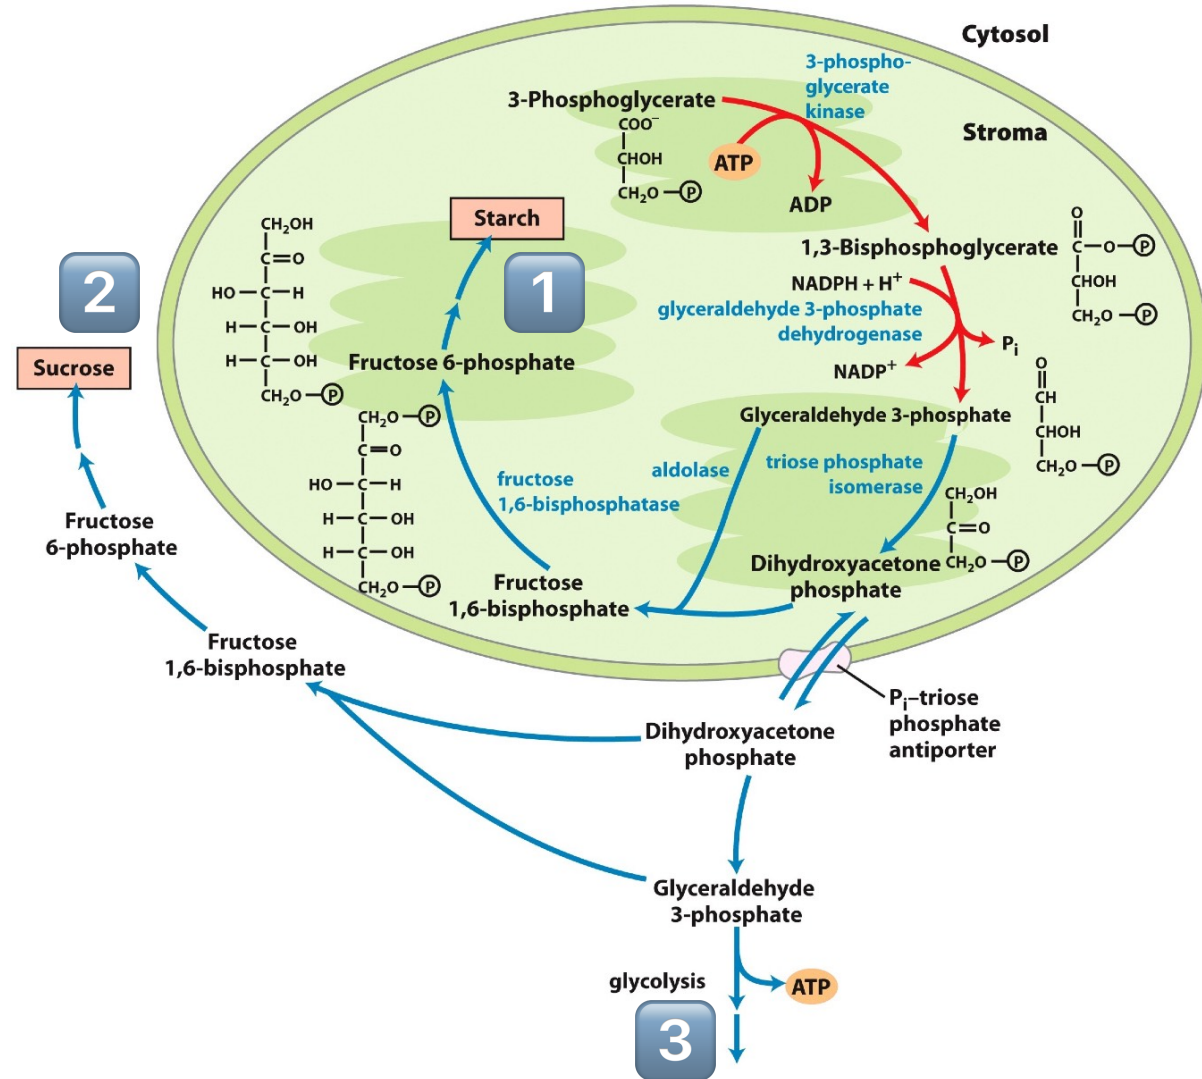 Cytosol
3-phospho-
glycerate
kinase
3-Phosphoglycerate
COO⁻
CHOH
CH₂O P
ATP
ADP
Stroma
Starch
1
2
Sucrose
CH₂OH
C=O
HO C H
H C OH
H C OH
CH₂O P
1,3-Bisphosphoglycerate
O
C O P
CHOH
CH₂O P
NADPH + H⁺
glyceraldehyde 3-phosphate
dehydrogenase
Pᵢ
NADP⁺
Fructose 6-phosphate
Glyceraldehyde 3-phosphate
O
CH
CHOH
CH₂O P
CH₂O P
C=O
HO C H
H C OH
H C OH
CH₂O P
fructose
1,6-bisphosphatase
aldolase
triose phosphate
isomerase
CH₂OH
C=O
CH₂O P
Dihydroxyacetone
phosphate
Fructose
1,6-bisphosphate
Fructose
6-phosphate
Fructose
1,6-bisphosphate
Pᵢ–triose
phosphate
antiporter
Dihydroxyacetone
phosphate
Glyceraldehyde
3-phosphate
glycolysis
ATP
3